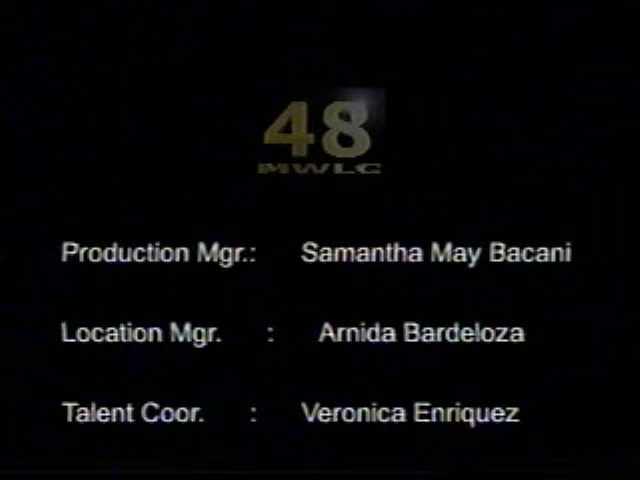 48
MWLC
Production Mgr.: Samantha May Bacani
Location Mgr. : Arnida Bardeloza
Talent Coor. : Veronica Enriquez